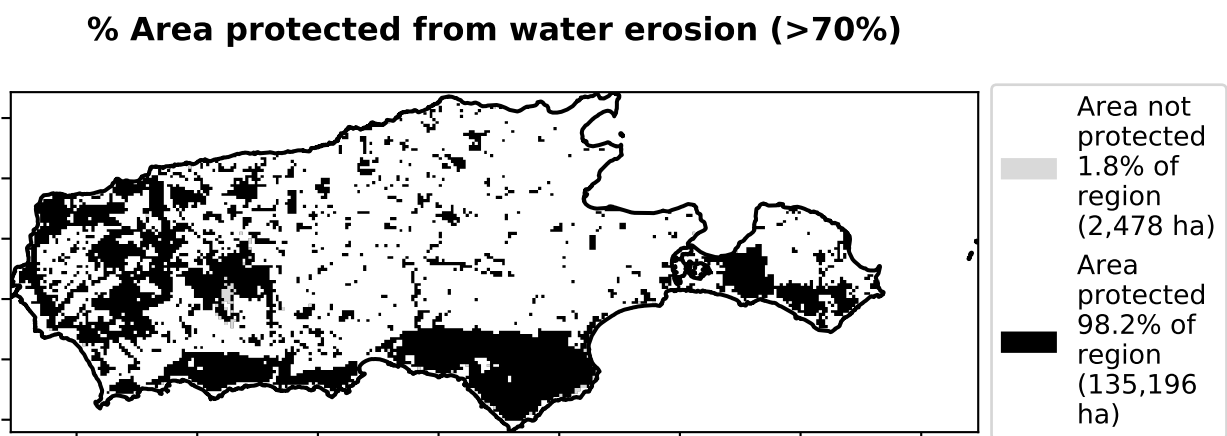 % Area protected from water erosion (>70%)
Area not
protected
1.8% of
region
(2,478 ha)
Area
protected
98.2% of
region
(135,196
ha)